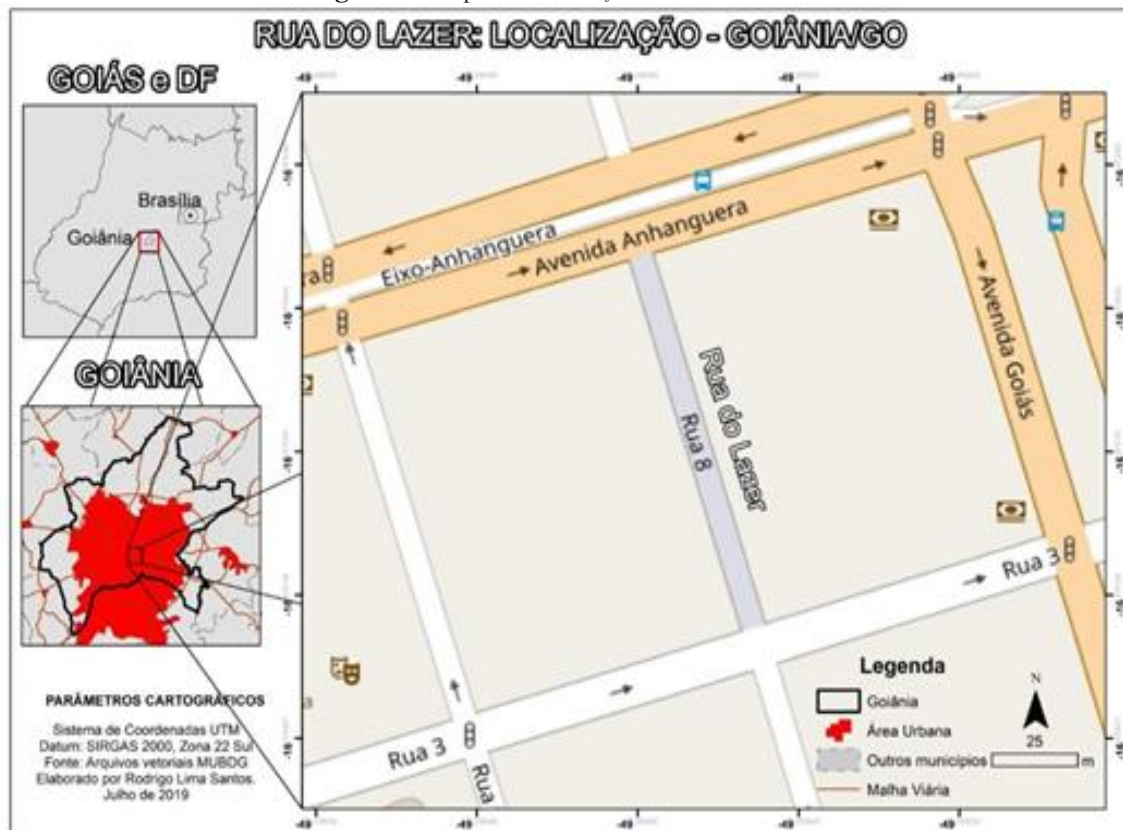 RUA DO LAZER: LOCALIZAÇÃO - GOIÂNIA/GO
GOIÁS e DF
Brasília
Goiânia
GOIÂNIA
PARÂMETROS CARTOGRÁFICOS
Sistema de Coordenadas UTM
Datum: SIRGAS 2000, Zona 22 Sul
Fonte: Arquivos vetoriais MUBDG
Elaborado por Rodrigo Lima Santos.
Julho de 2019
Eixo-Anhanguera
Avenida Anhanguera
Avenida Goiás
Rua do Lazer
Rua 8
Rua 3
Rua 3
Rua
Legenda
Goiânia
Área Urbana
Outros municípios
Malha Viária
N
25
m